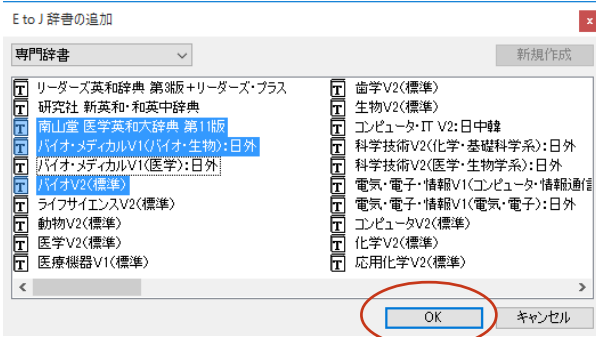 E to J 辞書の追加
専門辞書
新規作成
リーダーズ英和辞典 第3版+リーダーズ・プラス
研究社 新英和・和英中辞典
南山堂 医学英和大辞典 第11版
バイオ・メディカルV1(バイオ・生物):日外
バイオ・メディカルV1(医学):日外
バイオV2(標準)
ライフサイエンスV2(標準)
動物V2(標準)
医学V2(標準)
医療機器V1(標準)
歯学V2(標準)
生物V2(標準)
コンピュータ・IT V2:日中韓
科学技術V2(化学・基礎科学系):日外
科学技術V2(医学・生物学系):日外
電気・電子・情報V1(コンピュータ・情報通信
電気・電子・情報V1(電気・電子):日外
コンピュータV2(標準)
化学V2(標準)
応用化学V2(標準)
OK
キャンセル